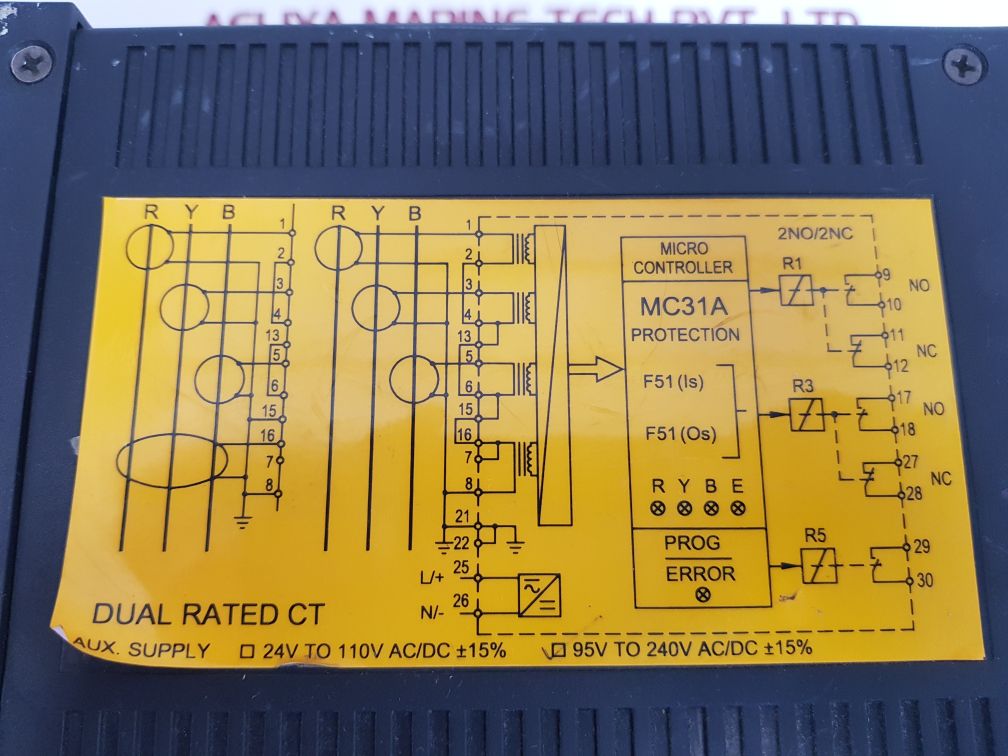 R Y B
1
2
3
4
13
5
6
15
16
7
8
R Y B
1
2
3
4
13
5
6
15
16
7
8
21
22
L/+ 25
N/- 26
MICRO
CONTROLLER
MC31A
PROTECTION
F51 (Is)
F51 (Os)
R Y B E
PROG
ERROR
2NO/2NC
R1
9
NO
10
11
NC
12
R3
17
NO
18
27
NC
28
R5
29
30
DUAL RATED CT
AUX. SUPPLY 24V TO 110V AC/DC ±15% 95V TO 240V AC/DC ±15%